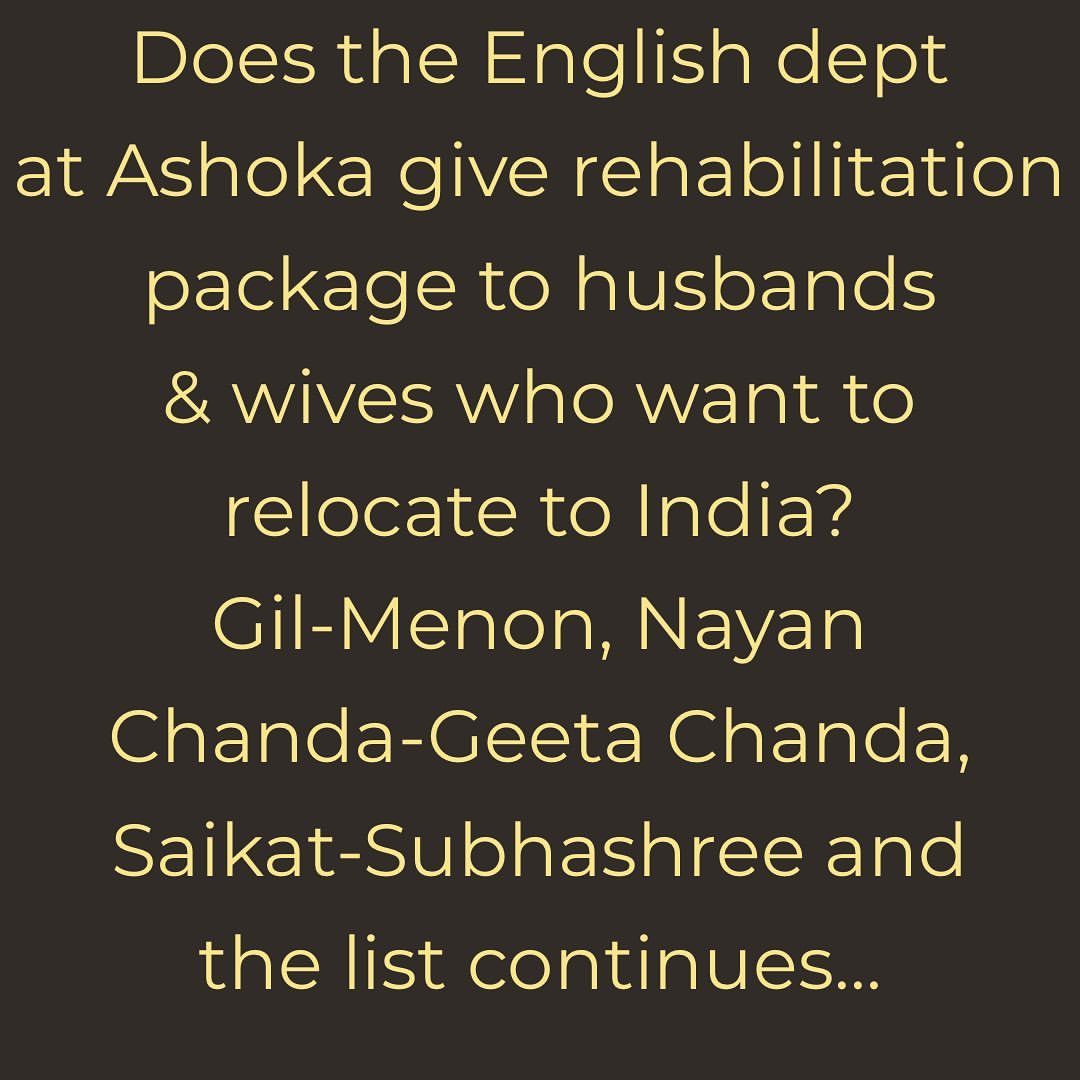 Does the English dept
at Ashoka give rehabilitation
package to husbands
& wives who want to
relocate to India?
Gil-Menon, Nayan
Chanda-Geeta Chanda,
Saikat-Subhashree and
the list continues...